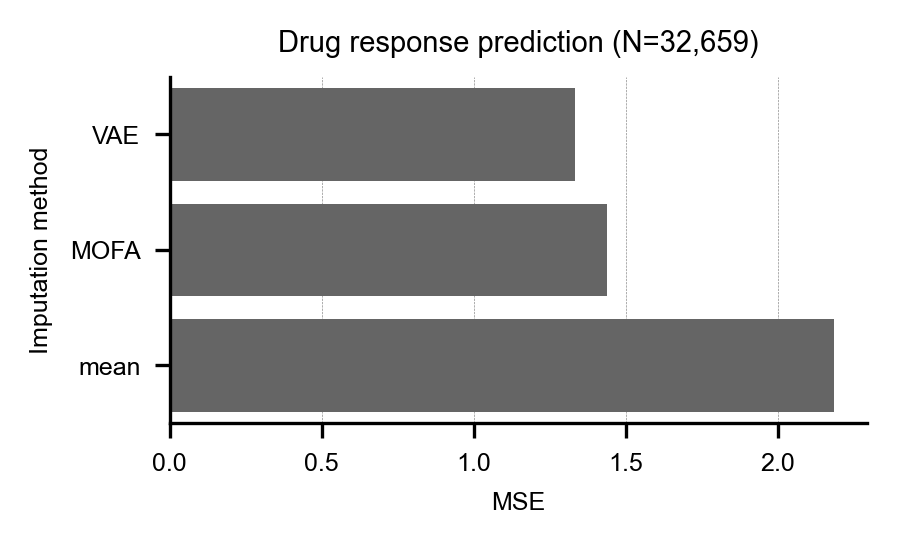 Drug response prediction (N=32,659)
Imputation method
VAE
MOFA
mean
0.0 0.5 1.0 1.5 2.0
MSE